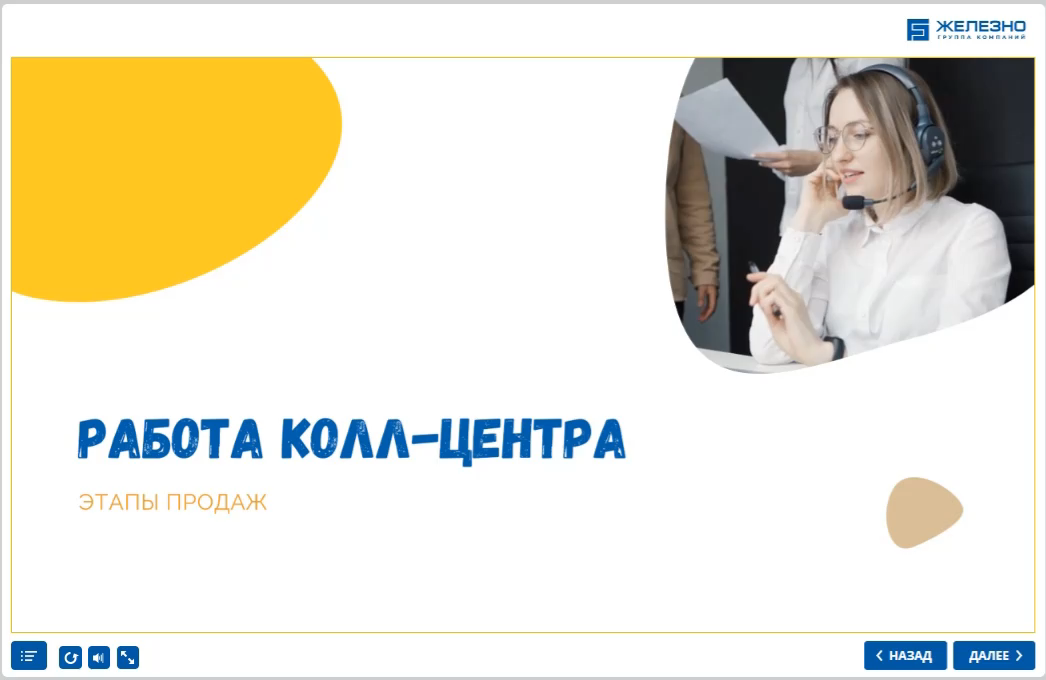 ЖЕЛЕЗНО
ГРУППА КОМПАНИЙ
РАБОТА КОЛЛ-ЦЕНТРА
ЭТАПЫ ПРОДАЖ
НАЗАД
ДАЛЕЕ